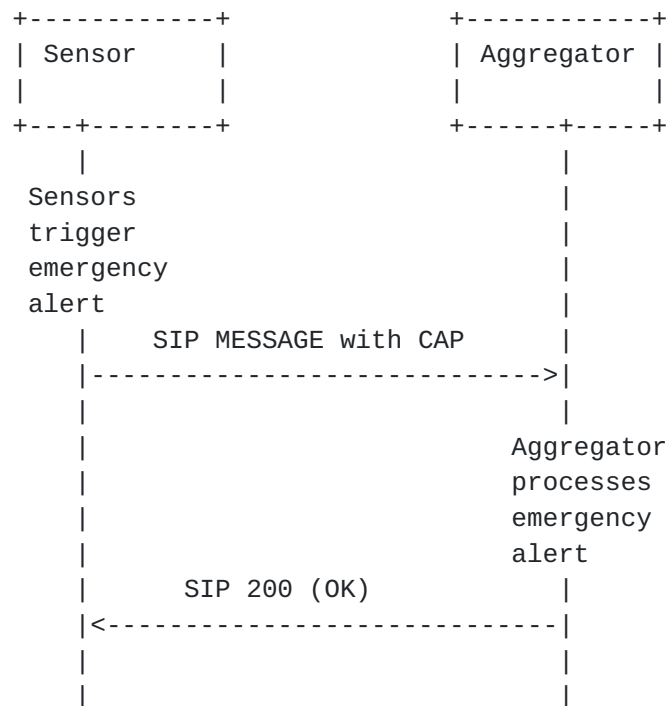 Sensor Aggregator
Sensors
trigger
emergency
alert
SIP MESSAGE with CAP
Aggregator
processes
emergency
alert
SIP 200 (OK)